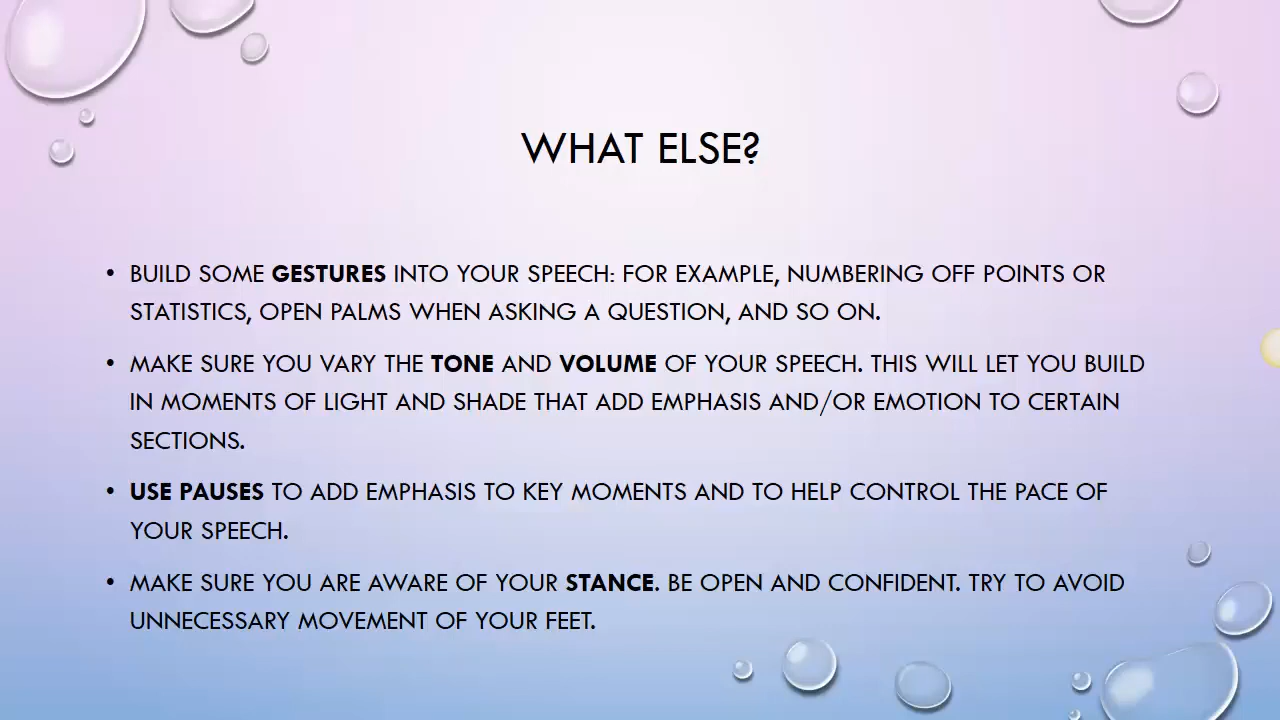 WHAT ELSE?
• BUILD SOME GESTURES INTO YOUR SPEECH: FOR EXAMPLE, NUMBERING OFF POINTS OR
STATISTICS, OPEN PALMS WHEN ASKING A QUESTION, AND SO ON.
• MAKE SURE YOU VARY THE TONE AND VOLUME OF YOUR SPEECH. THIS WILL LET YOU BUILD
IN MOMENTS OF LIGHT AND SHADE THAT ADD EMPHASIS AND/OR EMOTION TO CERTAIN
SECTIONS.
• USE PAUSES TO ADD EMPHASIS TO KEY MOMENTS AND TO HELP CONTROL THE PACE OF
YOUR SPEECH.
• MAKE SURE YOU ARE AWARE OF YOUR STANCE. BE OPEN AND CONFIDENT. TRY TO AVOID
UNNECESSARY MOVEMENT OF YOUR FEET.